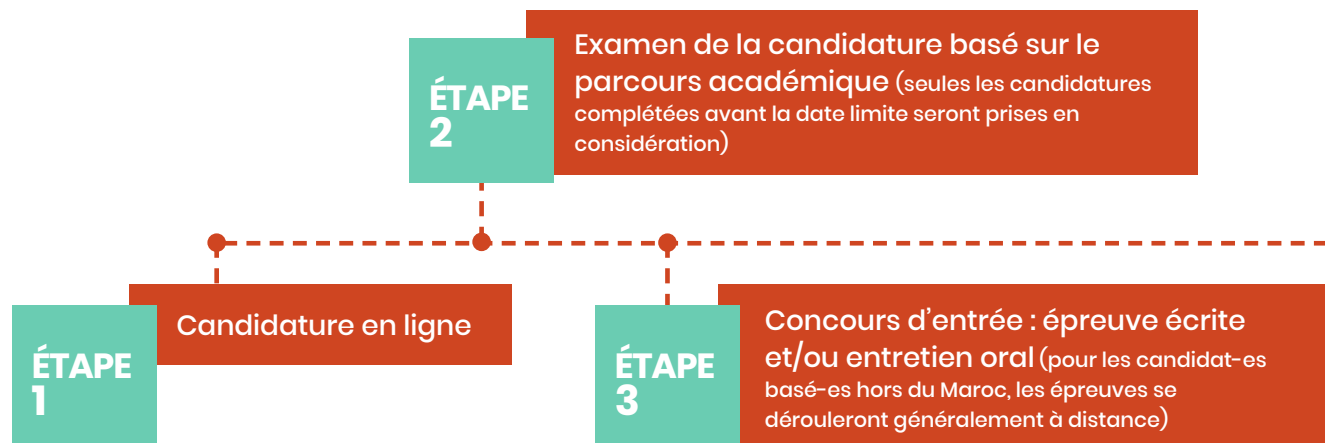 ÉTAPE
1
Candidature en ligne
ÉTAPE
2
Examen de la candidature basé sur le
parcours académique (seules les candidatures
complétées avant la date limite seront prises en
considération)
ÉTAPE
3
Concours d’entrée : épreuve écrite
et/ou entretien oral (pour les candidat-es
basé-es hors du Maroc, les épreuves se
dérouleront généralement à distance)